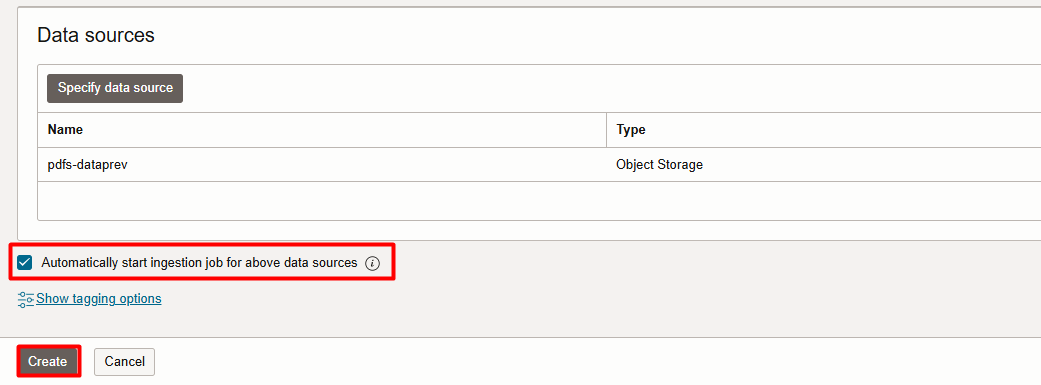 Data sources
Specify data source
Name Type
pdfs-dataprev Object Storage
Automatically start ingestion job for above data sources i
Show tagging options
Create Cancel